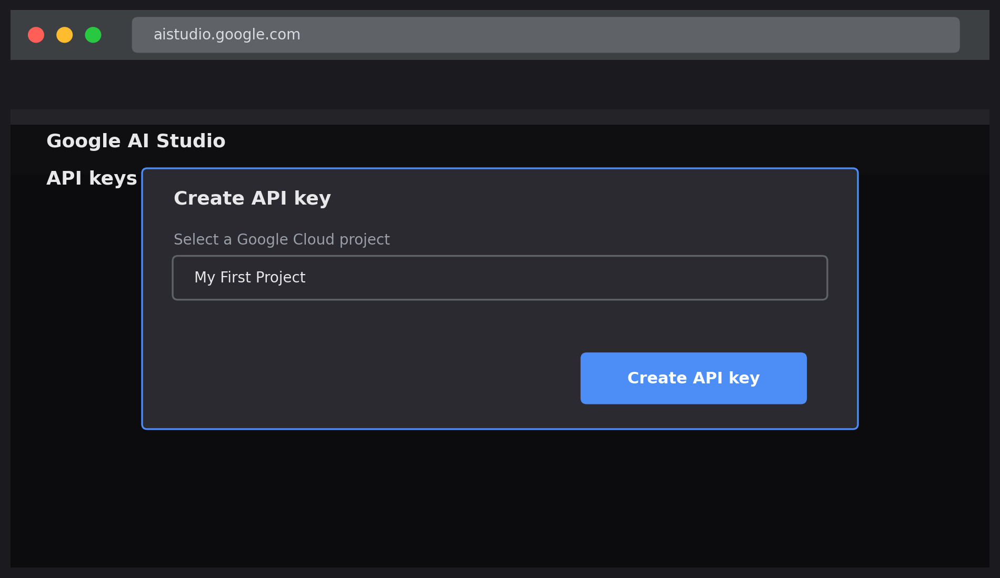 aistudio.google.com
Google AI Studio
API keys
Create API key
Select a Google Cloud project
My First Project
Create API key